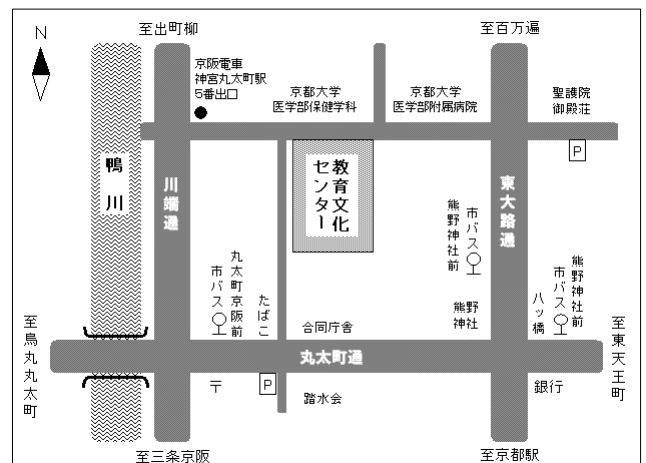 至出町柳
至百万遍
N
京阪電車
神宮丸太町駅
5番出口
京都大学
医学部保健学科
京都大学
医学部附属病院
聖護院
御殿荘
P
鴨川
川端通
教育文化
センター
東大路通
市バス
熊野神社前
熊野神社前
市バス
八ッ橋
丸太町京阪前
市バス
たばこ
合同庁舎
熊野
神社
至烏丸丸太町
丸太町通
至東天王町
〒
P
踏水会
銀行
至三条京阪
至京都駅